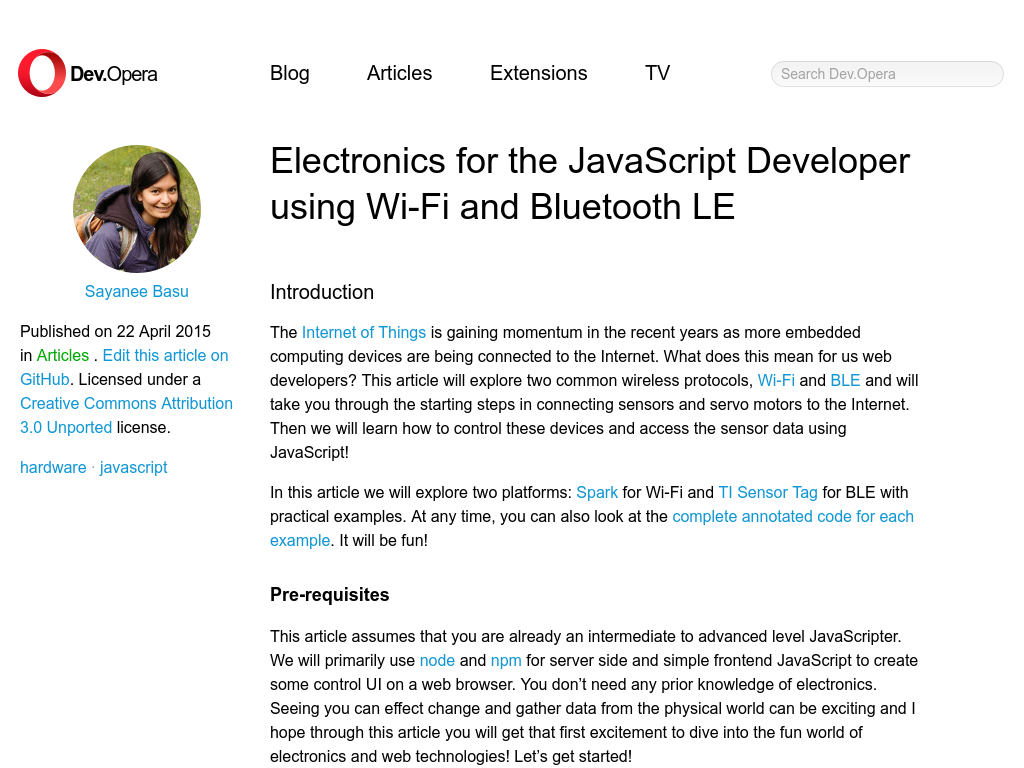 Dev.Opera
Blog
Articles
Extensions
TV
Search Dev.Opera
Sayanee Basu
Published on 22 April 2015
in Articles . Edit this article on
GitHub. Licensed under a
Creative Commons Attribution
3.0 Unported license.
hardware · javascript
Electronics for the JavaScript Developer
using Wi-Fi and Bluetooth LE
Introduction
The Internet of Things is gaining momentum in the recent years as more embedded
computing devices are being connected to the Internet. What does this mean for us web
developers? This article will explore two common wireless protocols, Wi-Fi and BLE and will
take you through the starting steps in connecting sensors and servo motors to the Internet.
Then we will learn how to control these devices and access the sensor data using
JavaScript!
In this article we will explore two platforms: Spark for Wi-Fi and TI Sensor Tag for BLE with
practical examples. At any time, you can also look at the complete annotated code for each
example. It will be fun!
Pre-requisites
This article assumes that you are already an intermediate to advanced level JavaScripter.
We will primarily use node and npm for server side and simple frontend JavaScript to create
some control UI on a web browser. You don’t need any prior knowledge of electronics.
Seeing you can effect change and gather data from the physical world can be exciting and I
hope through this article you will get that first excitement to dive into the fun world of
electronics and web technologies! Let’s get started!